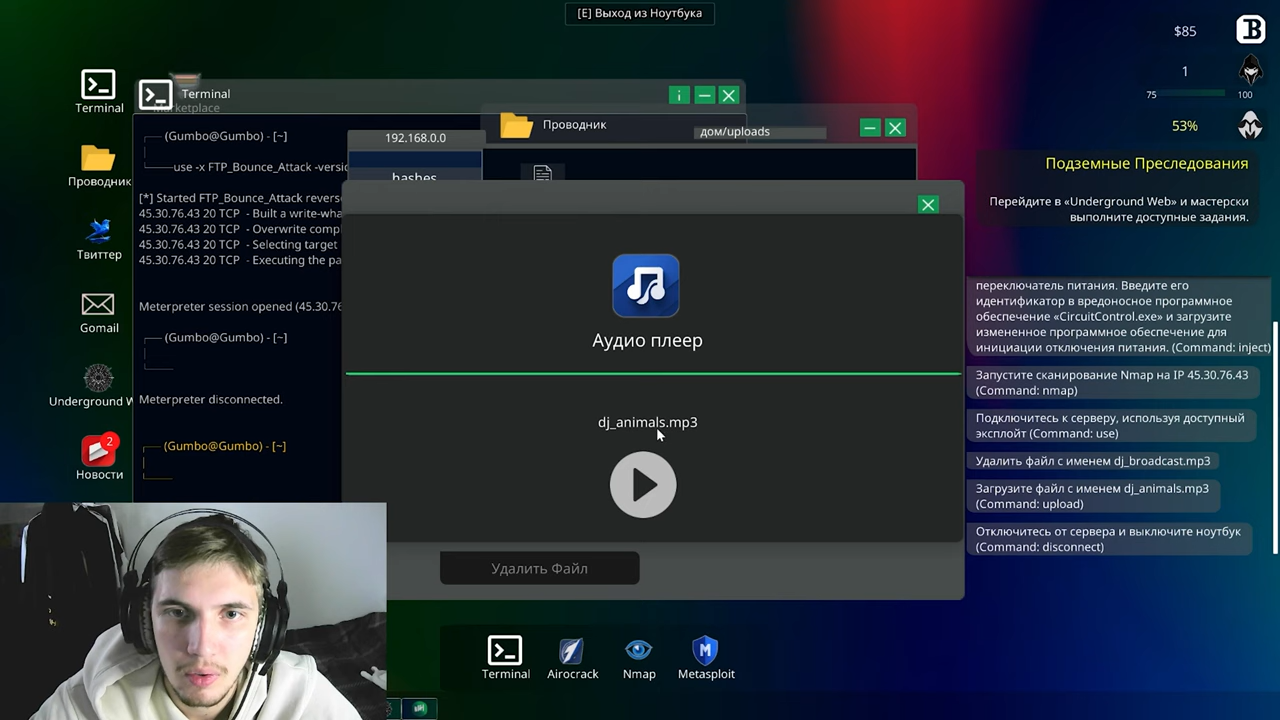 [E] Выход из Ноутбука
$85
1
75
100
53%
Подземные Преследования
Перейдите в «Underground Web» и мастерски
выполните доступные задания.
переключатель питания. Введите его
идентификатор в вредоносное программное
обеспечение «CircuitControl.exe» и загрузите
измененное программное обеспечение для
инициации отключения питания. (Command: inject)
Запустите сканирование Nmap на IP 45.30.76.43
(Command: nmap)
Подключитесь к серверу, используя доступный
эксплойт (Command: use)
Удалить файл с именем dj_broadcast.mp3
Загрузите файл с именем dj_animals.mp3
(Command: upload)
Отключитесь от сервера и выключите ноутбук
(Command: disconnect)
Terminal
Проводник
Твиттер
Gomail
Underground W
2
Новости
Terminal
Marketplace
(Gumbo@Gumbo) - [~]
use -x FTP_Bounce_Attack -versio
[*] Started FTP_Bounce_Attack revers
45.30.76.43 20 TCP - Built a write-wha
45.30.76.43 20 TCP - Overwrite compl
45.30.76.43 20 TCP - Selecting target
45.30.76.43 20 TCP - Executing the pa
Meterpreter session opened (45.30.76
(Gumbo@Gumbo) - [~]
Meterpreter disconnected.
(Gumbo@Gumbo) - [~]
192.168.0.0
hashes
Проводник
дом/uploads
Аудио плеер
dj_animals.mp3
Удалить Файл
Terminal
Airocrack
Nmap
Metasploit